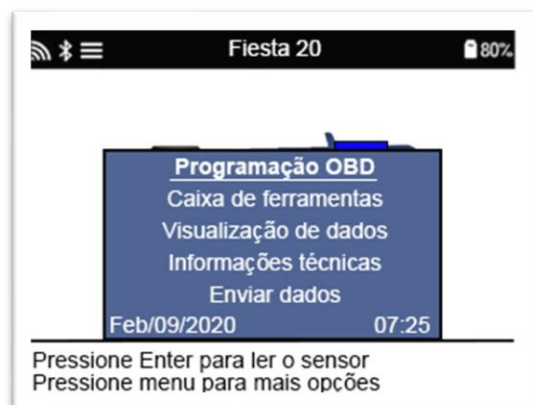 Fiesta 20 80%
Programação OBD
Caixa de ferramentas
Visualização de dados
Informações técnicas
Enviar dados
Feb/09/2020 07:25
Pressione Enter para ler o sensor
Pressione menu para mais opções